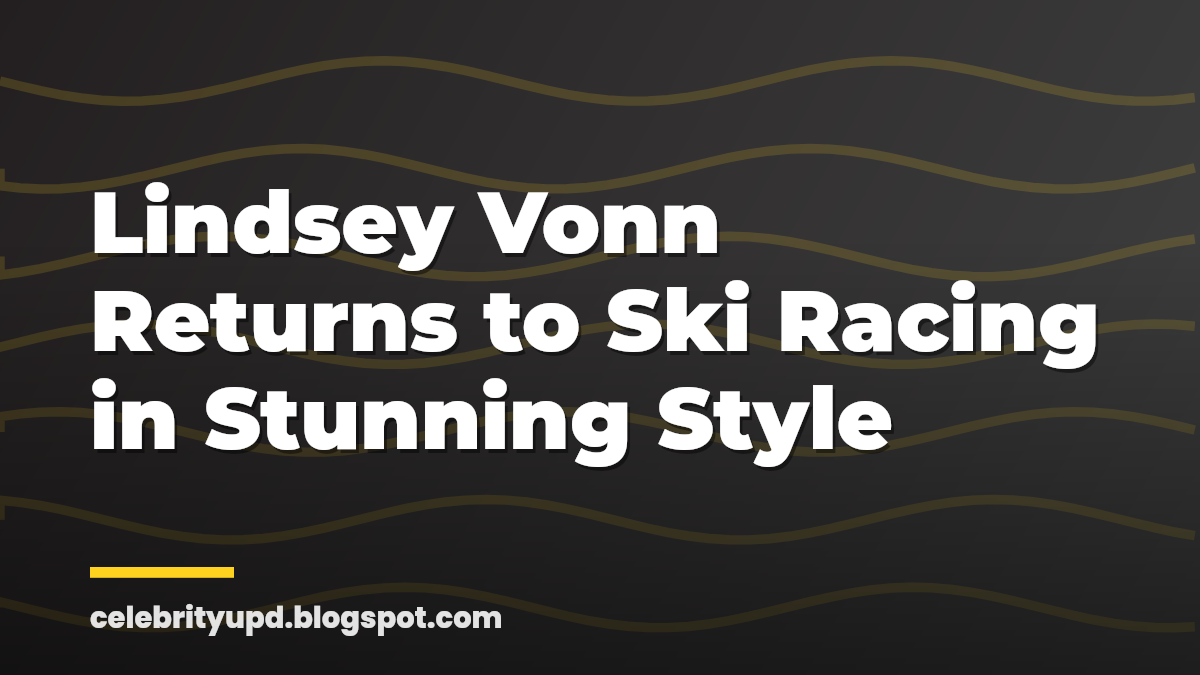 Lindsey Vonn
Returns to Ski Racing
in Stunning Style
celebrityupd.blogspot.com